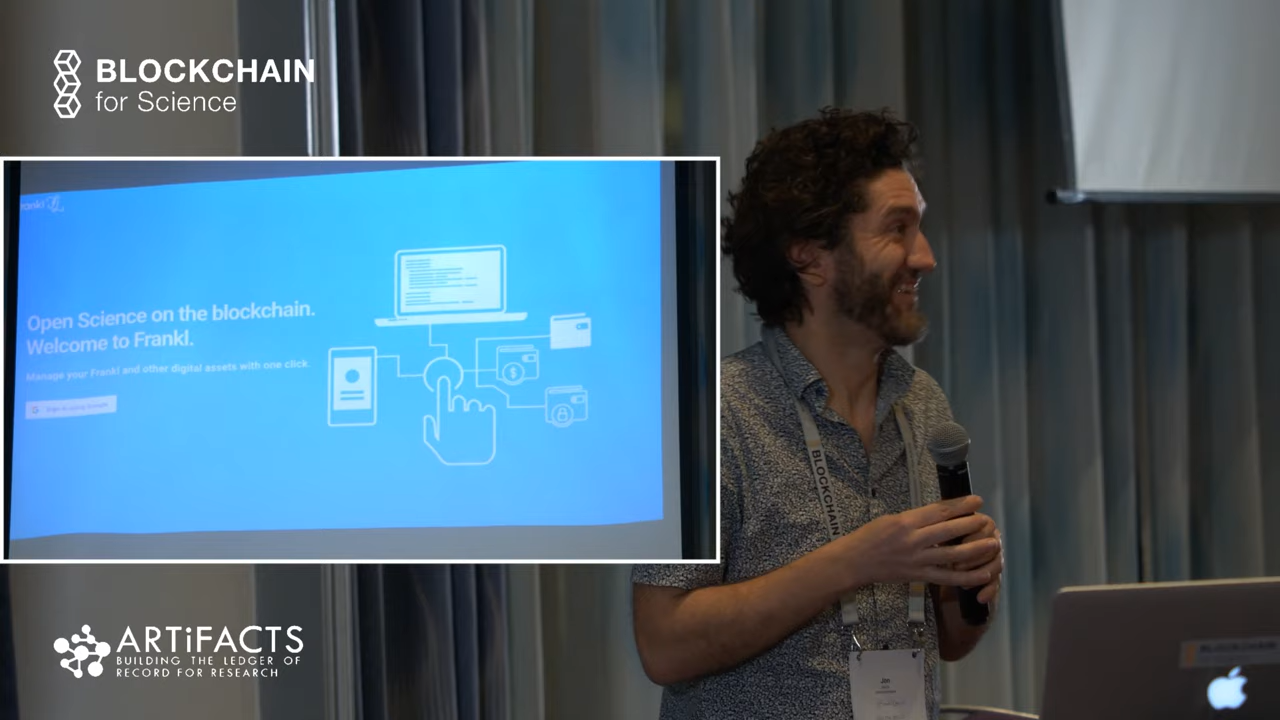 BLOCKCHAIN
for Science
Open Science on the blockchain.
Welcome to Frankl.
Manage your Frankl and other digital assets with one click.
BLOCKCHAIN
Jon
ARTiFACTS
BUILDING THE LEDGER OF
RECORD FOR RESEARCH